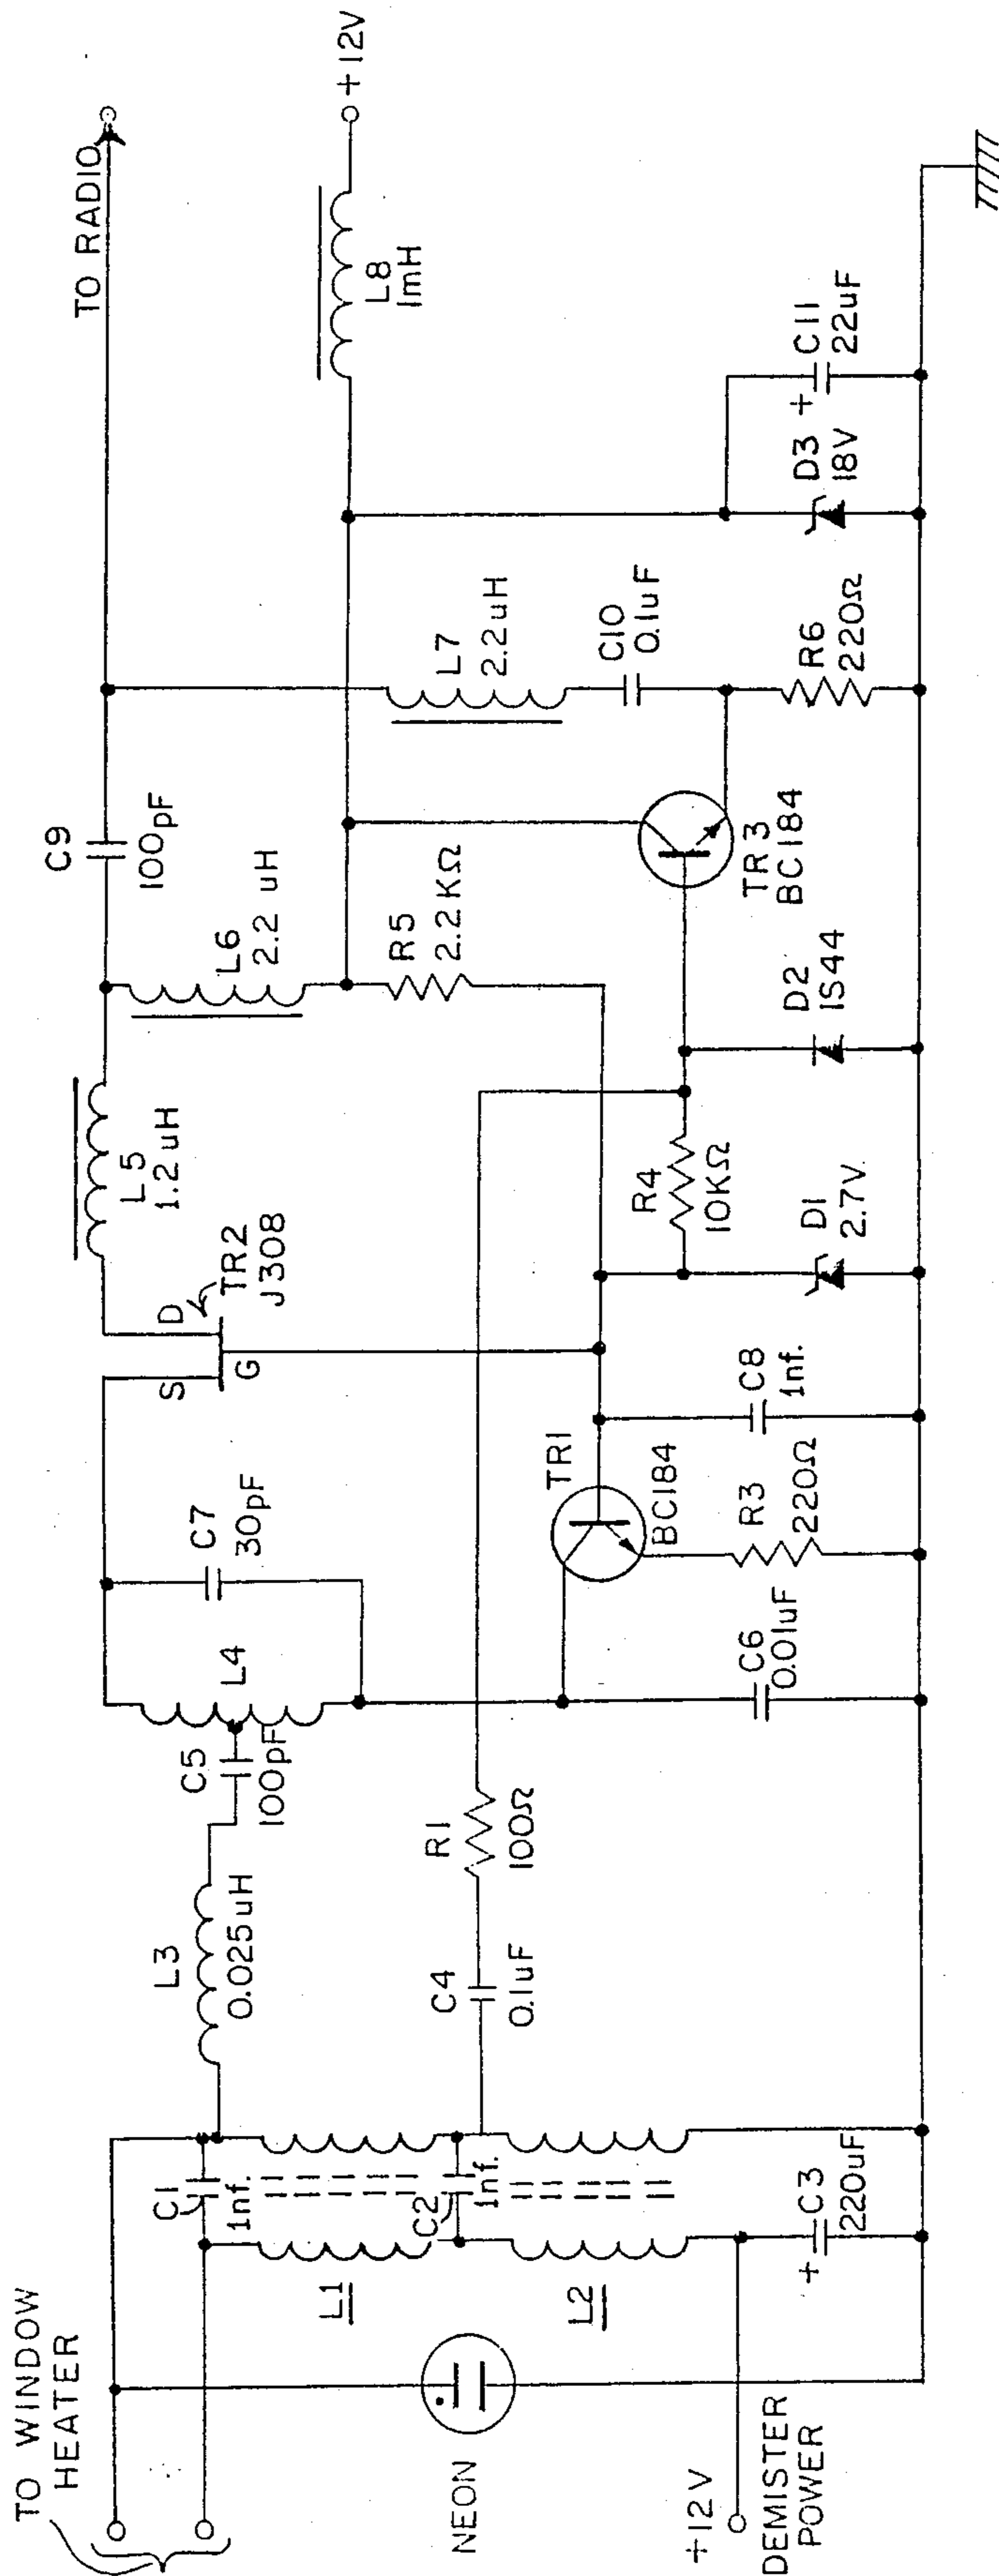 TO WINDOW
HEATER
NEON
+12V
DEMISTER
POWER
C1
1nf.
L1
C2
1nf.
L2
+
C3
220uF
L3
0.025uH
C4
0.1uF
R1
100Ω
C5
100pF
L4
C7
30pF
C6
0.01uF
TR1
BC184
R3
220Ω
C8
1nf.
S
D
G
TR2
J308
L5
1.2uH
D1
2.7V
R4
10KΩ
D2
1S44
L6
2.2 uH
R5
2.2KΩ
C9
100pF
TR3
BC184
L7
2.2uH
C10
0.1uF
R6
220Ω
D3
18V
+
C11
22uF
L8
1mH
TO RADIO
+12V